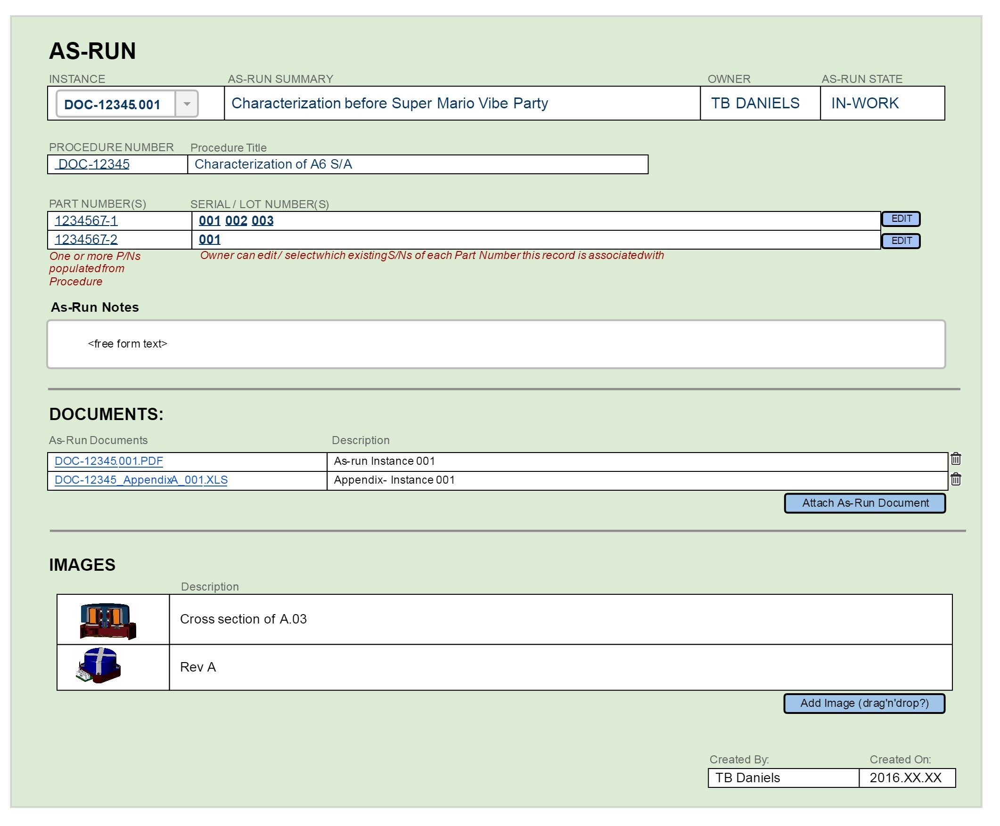 AS-RUN
INSTANCE AS-RUN SUMMARY OWNER AS-RUN STATE
DOC-12345.001 Characterization before Super Mario Vibe Party TB DANIELS IN-WORK
PROCEDURE NUMBER Procedure Title
DOC-12345 Characterization of A6 S/A
PART NUMBER(S) SERIAL / LOT NUMBER(S)
1234567-1 001 002 003 EDIT
1234567-2 001 EDIT
One or more P/Ns Owner can edit / select which existing S/Ns of each Part Number this record is associated with
populated from
Procedure
As-Run Notes
<free form text>
DOCUMENTS:
As-Run Documents Description
DOC-12345.001.PDF As-run Instance 001
DOC-12345_AppendixA_001.XLS Appendix- Instance 001
Attach As-Run Document
IMAGES
Description
Cross section of A.03
Rev A
Add Image (drag'n'drop?)
Created By: Created On:
TB Daniels 2016.XX.XX